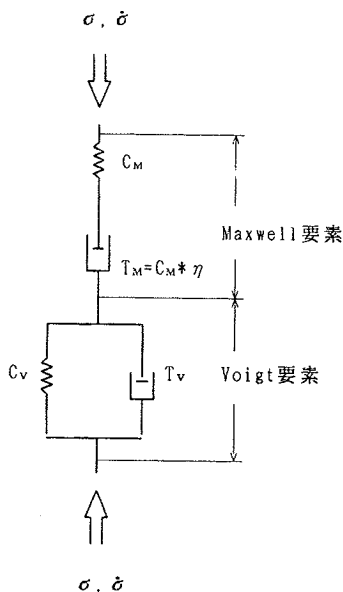 σ, σ̇
C_M
Maxwell要素
T_M=C_M*η
C_V
T_V
Voigt要素
σ, σ̇